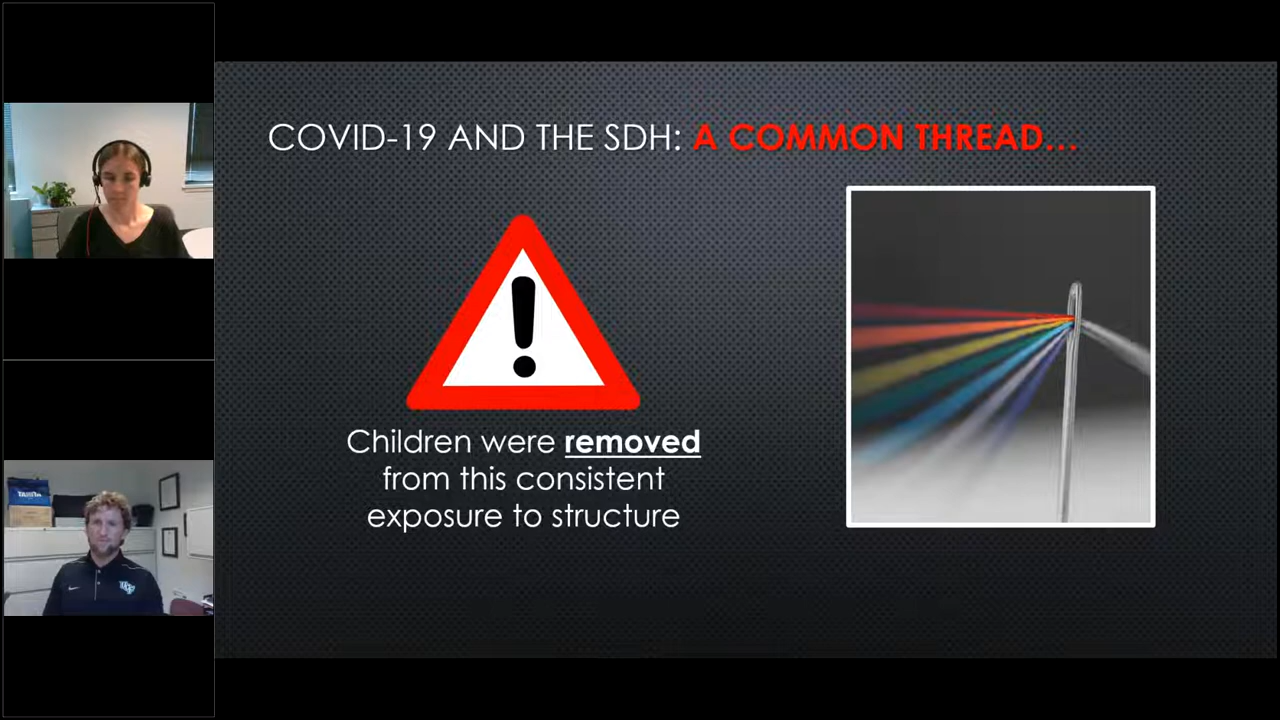 COVID-19 AND THE SDH: A COMMON THREAD...
Children were removed
from this consistent
exposure to structure